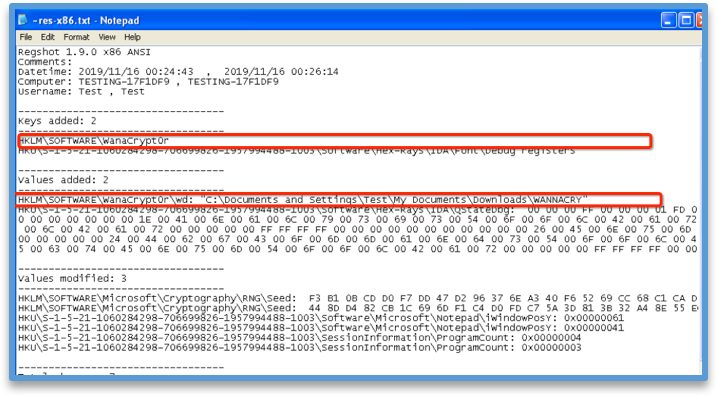 ~res-x86.txt - Notepad
File Edit Format View Help
Regshot 1.9.0 x86 ANSI
Comments:
Datetime: 2019/11/16 00:24:43 , 2019/11/16 00:26:14
Computer: TESTING-17F1DF9 , TESTING-17F1DF9
Username: Test , Test
----------------------------------
Keys added: 2
----------------------------------
HKLM\SOFTWARE\WanaCrypt0r
HKU\S-1-5-21-1060284298-706699826-1957994488-1003\Software\Hex-Rays\IDA\Font\Debug registers
----------------------------------
Values added: 2
----------------------------------
HKLM\SOFTWARE\WanaCrypt0r\wd: "C:\Documents and Settings\Test\My Documents\Downloads\WANNACRY"
HKU\S-1-5-21-1060284298-706699826-1957994488-1003\Software\Hex-Rays\IDA\QStateDbg: 00 00 00 FF 00 00 00 01 FD 0
00 00 00 00 00 1E 00 41 00 6E 00 61 00 6C 00 79 00 73 00 69 00 73 00 54 00 6F 00 6F 00 6C 00 42 00 61 00 72
00 6C 00 42 00 61 00 72 00 00 00 00 00 FF FF FF FF 00 00 00 00 00 00 00 00 00 00 00 26 00 45 00 6E 00 75 00 6D
00 00 00 00 00 24 00 44 00 62 00 67 00 43 00 6F 00 6D 00 6D 00 61 00 6E 00 64 00 73 00 54 00 6F 00 6F 00 6C 00 4
00 63 00 74 00 45 00 6E 00 75 00 6D 00 54 00 6F 00 6F 00 6C 00 42 00 61 00 72 00 00 00 00 00 FF FF FF FF 00 00
----------------------------------
Values modified: 3
----------------------------------
HKLM\SOFTWARE\Microsoft\Cryptography\RNG\Seed: F3 B1 0B CD D0 F7 DD 47 D2 96 37 6E A3 40 F6 52 69 CC 68 C1 CA D
HKLM\SOFTWARE\Microsoft\Cryptography\RNG\Seed: 44 8D D4 82 CB 1C 69 6D F1 C4 D0 FD C7 5A 3D 81 3B 32 A4 8E 55 E
HKU\S-1-5-21-1060284298-706699826-1957994488-1003\Software\Microsoft\Notepad\iWindowPosY: 0x00000061
HKU\S-1-5-21-1060284298-706699826-1957994488-1003\Software\Microsoft\Notepad\iWindowPosY: 0x00000041
HKU\S-1-5-21-1060284298-706699826-1957994488-1003\SessionInformation\ProgramCount: 0x00000004
HKU\S-1-5-21-1060284298-706699826-1957994488-1003\SessionInformation\ProgramCount: 0x00000003
----------------------------------